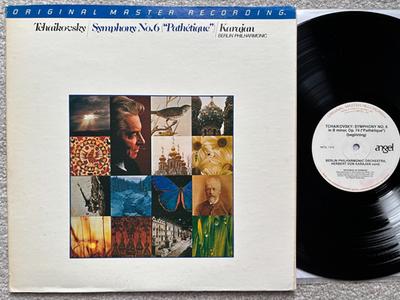 ORIGINAL MASTER RECORDING
Tchaikovsky Symphony No.6 "Pathétique" Karajan
BERLIN PHILHARMONIC
TCHAIKOVSKY: SYMPHONY NO. 6
in B minor, Op. 74 ("Pathétique")
(beginning)
angel
BERLIN PHILHARMONIC ORCHESTRA,
HERBERT VON KARAJAN cond.